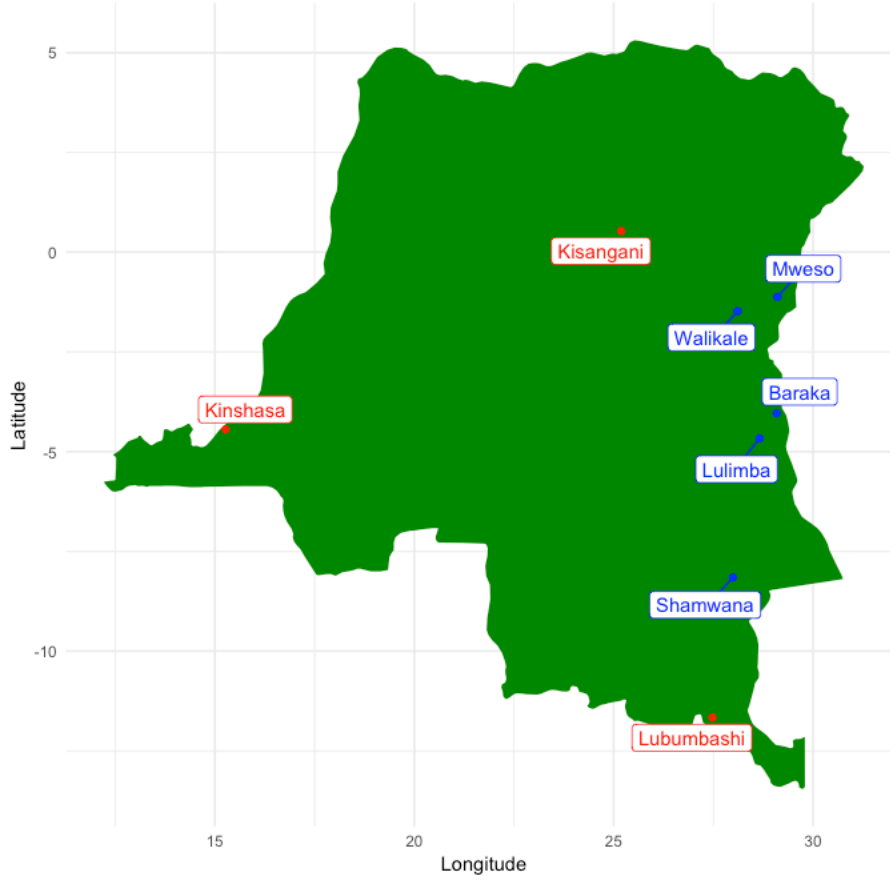 5
0
-5
-10
Latitude
Kisangani
Mweso
Walikale
Baraka
Kinshasa
Lulimba
Shamwana
Lubumbashi
15
20
25
30
Longitude